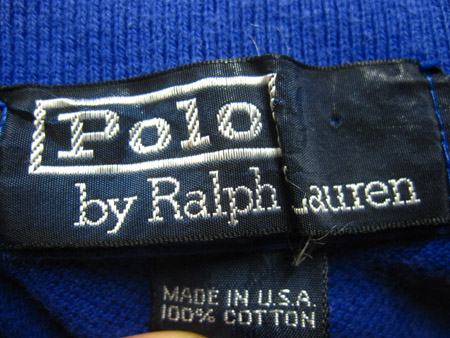 Polo
by Ralph Lauren
MADE IN U.S.A.
100% COTTON